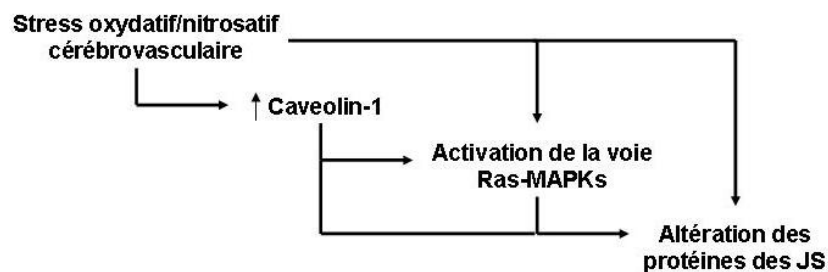 Stress oxydatif/nitrosatif
cérébrovasculaire
↑ Caveolin-1
Activation de la voie
Ras-MAPKs
Altération des
protéines des JS